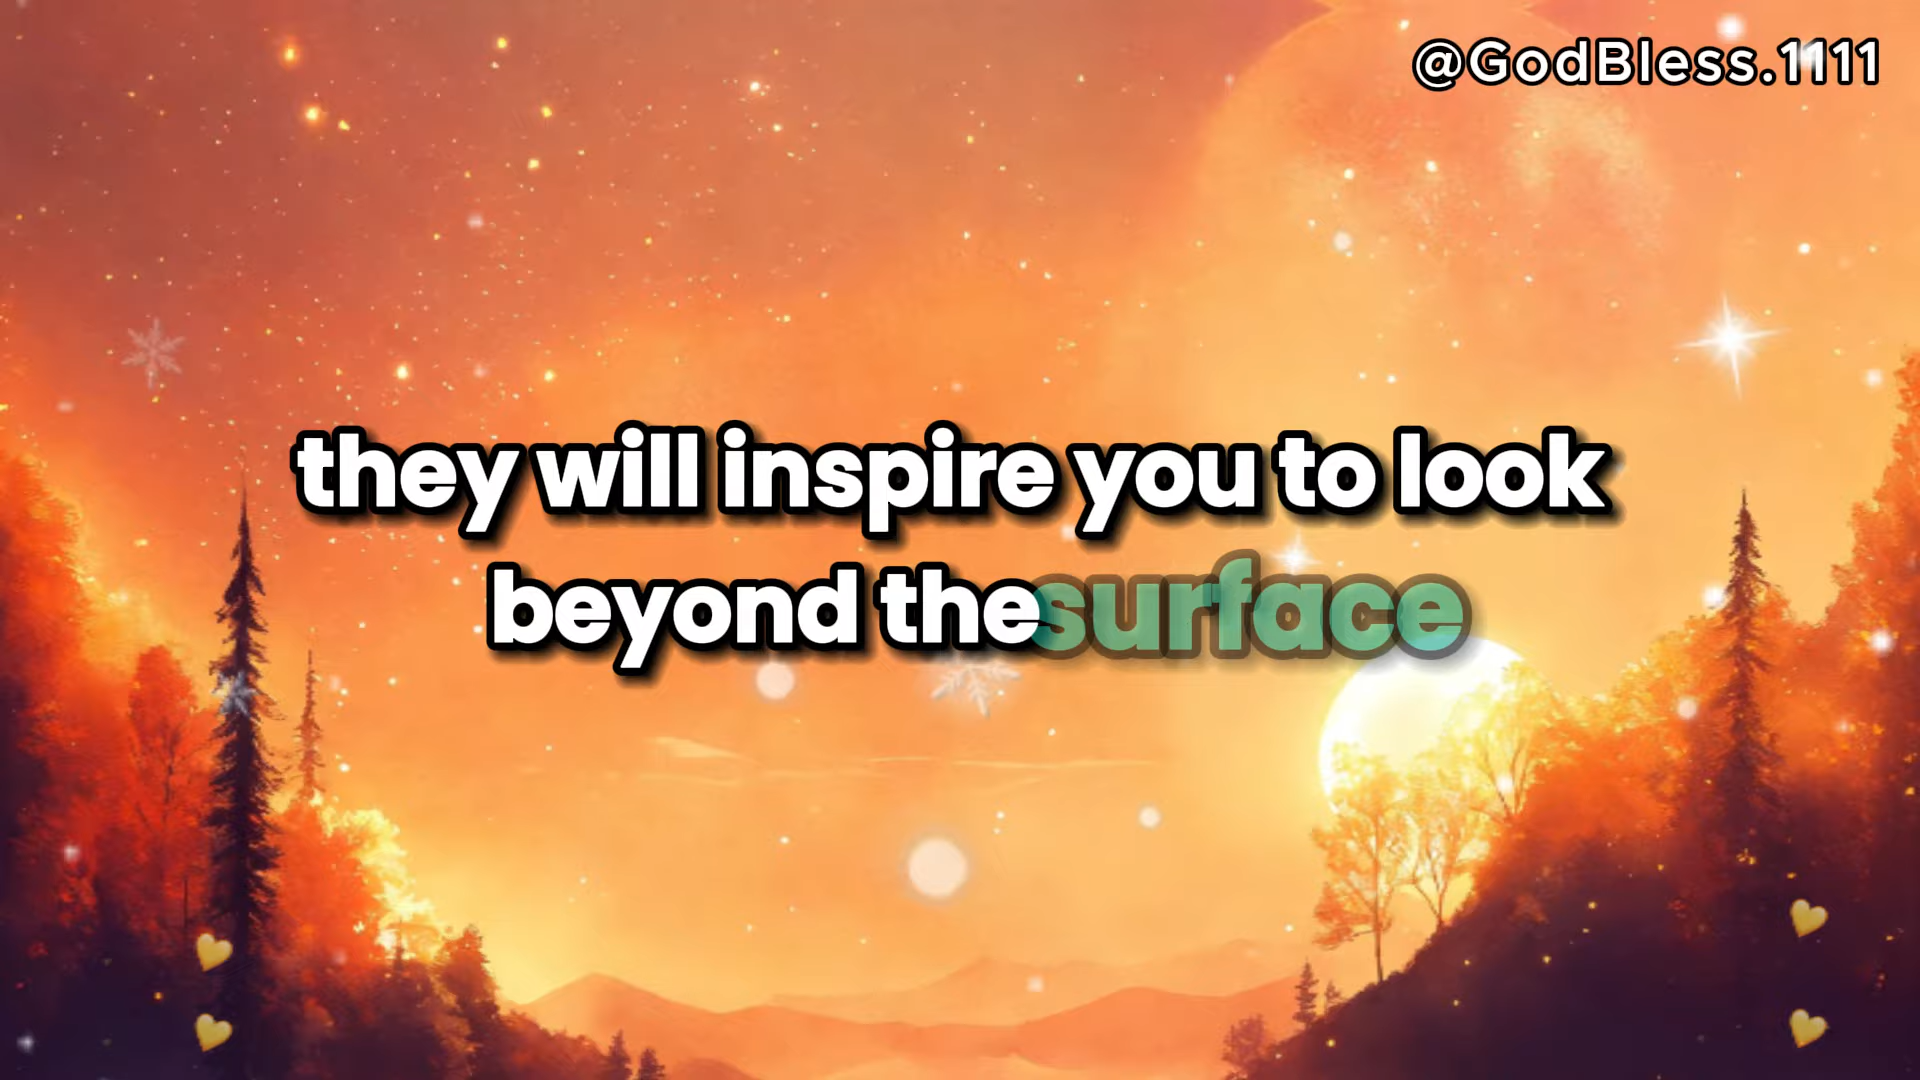 @GodBless.1111
they will inspire you to look
beyond the surface